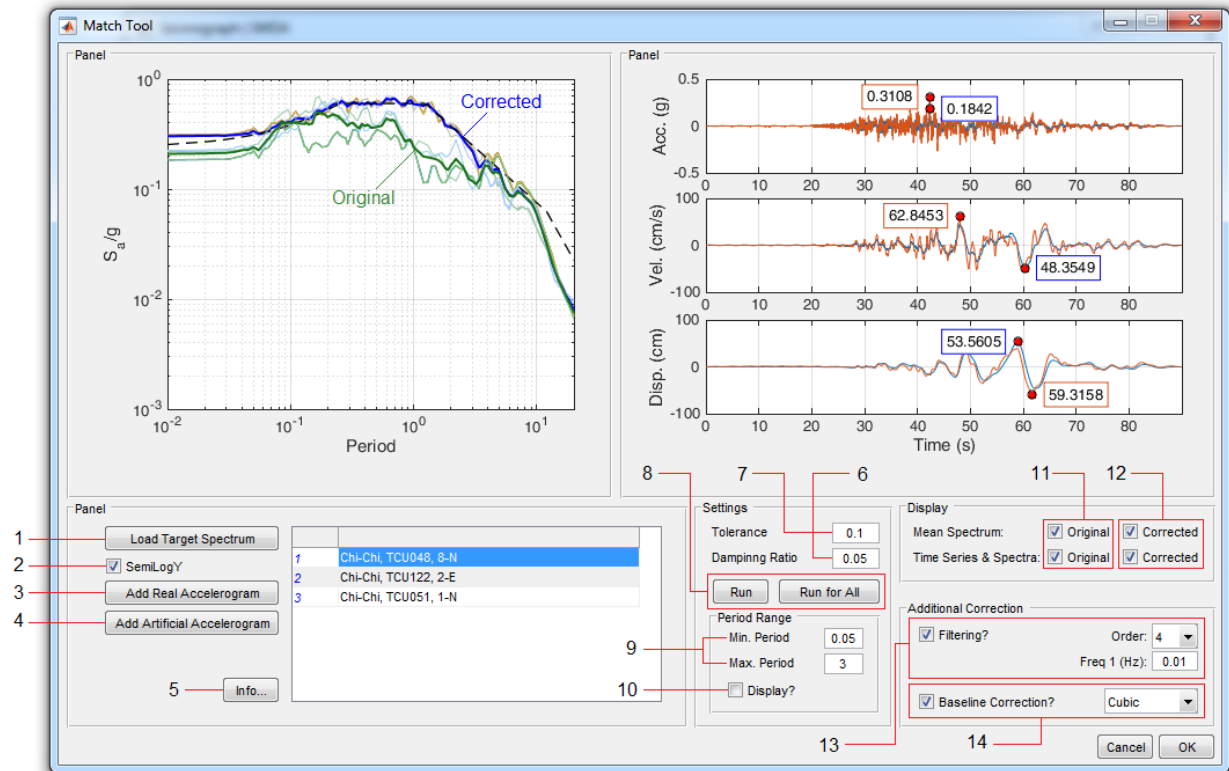 Match Tool
Panel
Corrected
Original
10^0
10^-1
10^-2
10^-3
S_a/g
10^-2
10^-1
10^0
10^1
Period
Panel
0.3108
0.1842
0.5
0
-0.5
Acc. (g)
0 10 20 30 40 50 60 70 80
62.8453
48.3549
100
0
-100
Vel. (cm/s)
0 10 20 30 40 50 60 70 80
53.5605
59.3158
100
0
-100
Disp. (cm)
0 10 20 30 40 50 60 70 80
Time (s)
Panel
1 Load Target Spectrum
2 SemiLogY
3 Add Real Accelerogram
4 Add Artificial Accelerogram
5 Info...
1 Chi-Chi, TCU048, 8-N
2 Chi-Chi, TCU122, 2-E
3 Chi-Chi, TCU051, 1-N
8 7 6
Settings
Tolerance 0.1
Dampinng Ratio 0.05
Run Run for All
Period Range
9
Min. Period 0.05
Max. Period 3
10 Display?
11 12
Display
Mean Spectrum: Original Corrected
Time Series & Spectra: Original Corrected
Additional Correction
Filtering? Order: 4
Freq 1 (Hz): 0.01
Baseline Correction? Cubic
13 14
Cancel OK